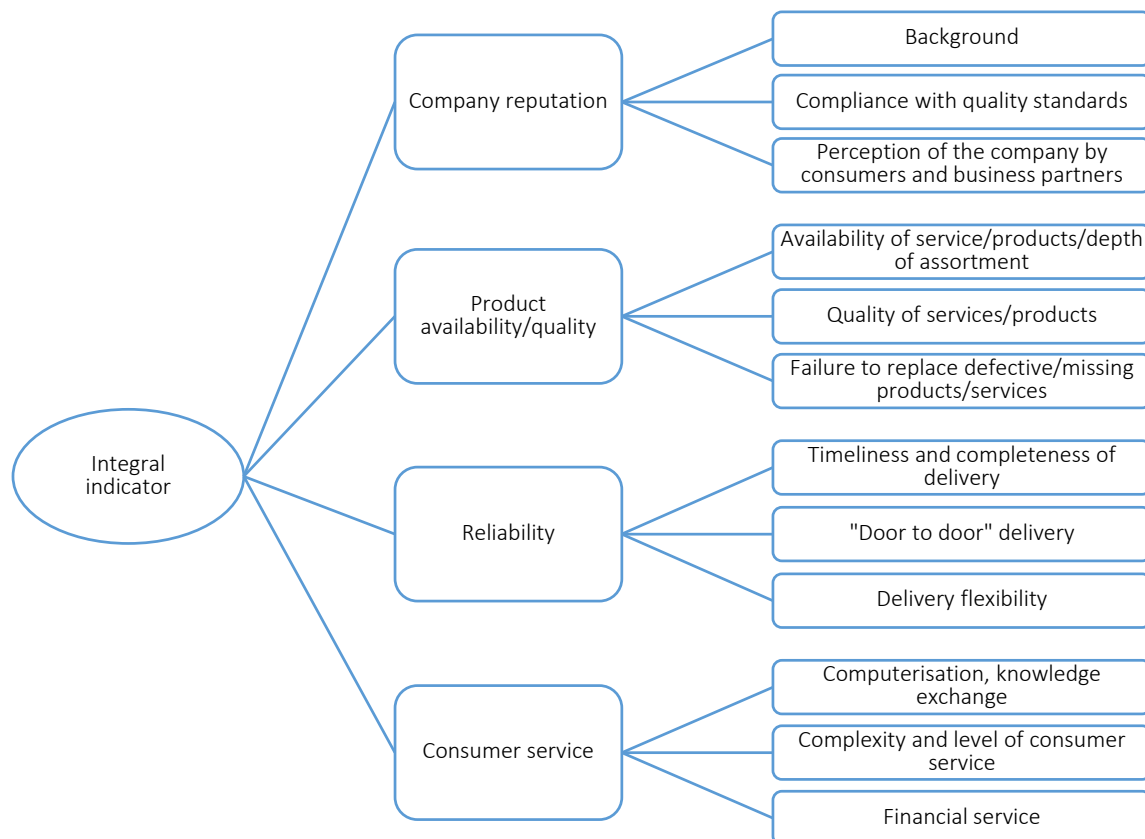 Integral
indicator
Company reputation
Background
Compliance with quality standards
Perception of the company by
consumers and business partners
Product
availability/quality
Availability of service/products/depth
of assortment
Quality of services/products
Failure to replace defective/missing
products/services
Reliability
Timeliness and completeness of
delivery
"Door to door" delivery
Delivery flexibility
Consumer service
Computerisation, knowledge
exchange
Complexity and level of consumer
service
Financial service